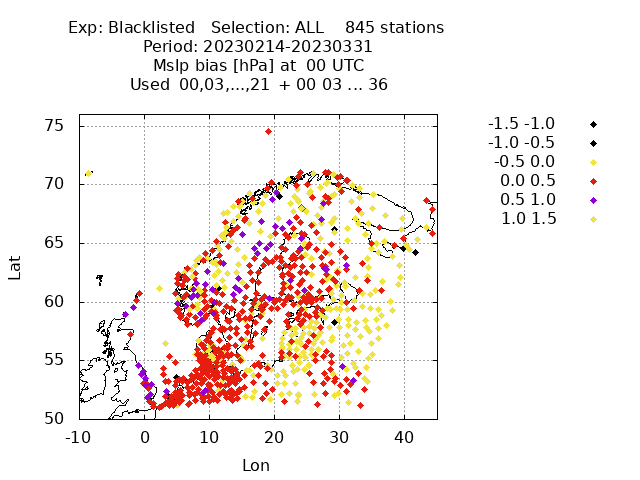 Exp: Blacklisted   Selection: ALL    845 stations
Period: 20230214-20230331
Mslp bias [hPa] at  00 UTC
Used  00,03,...,21  + 00 03 ... 36
-1.5 -1.0
-1.0 -0.5
-0.5 0.0
0.0 0.5
0.5 1.0
1.0 1.5
75
70
65
60
55
50
Lat
-10 0 10 20 30 40
Lon